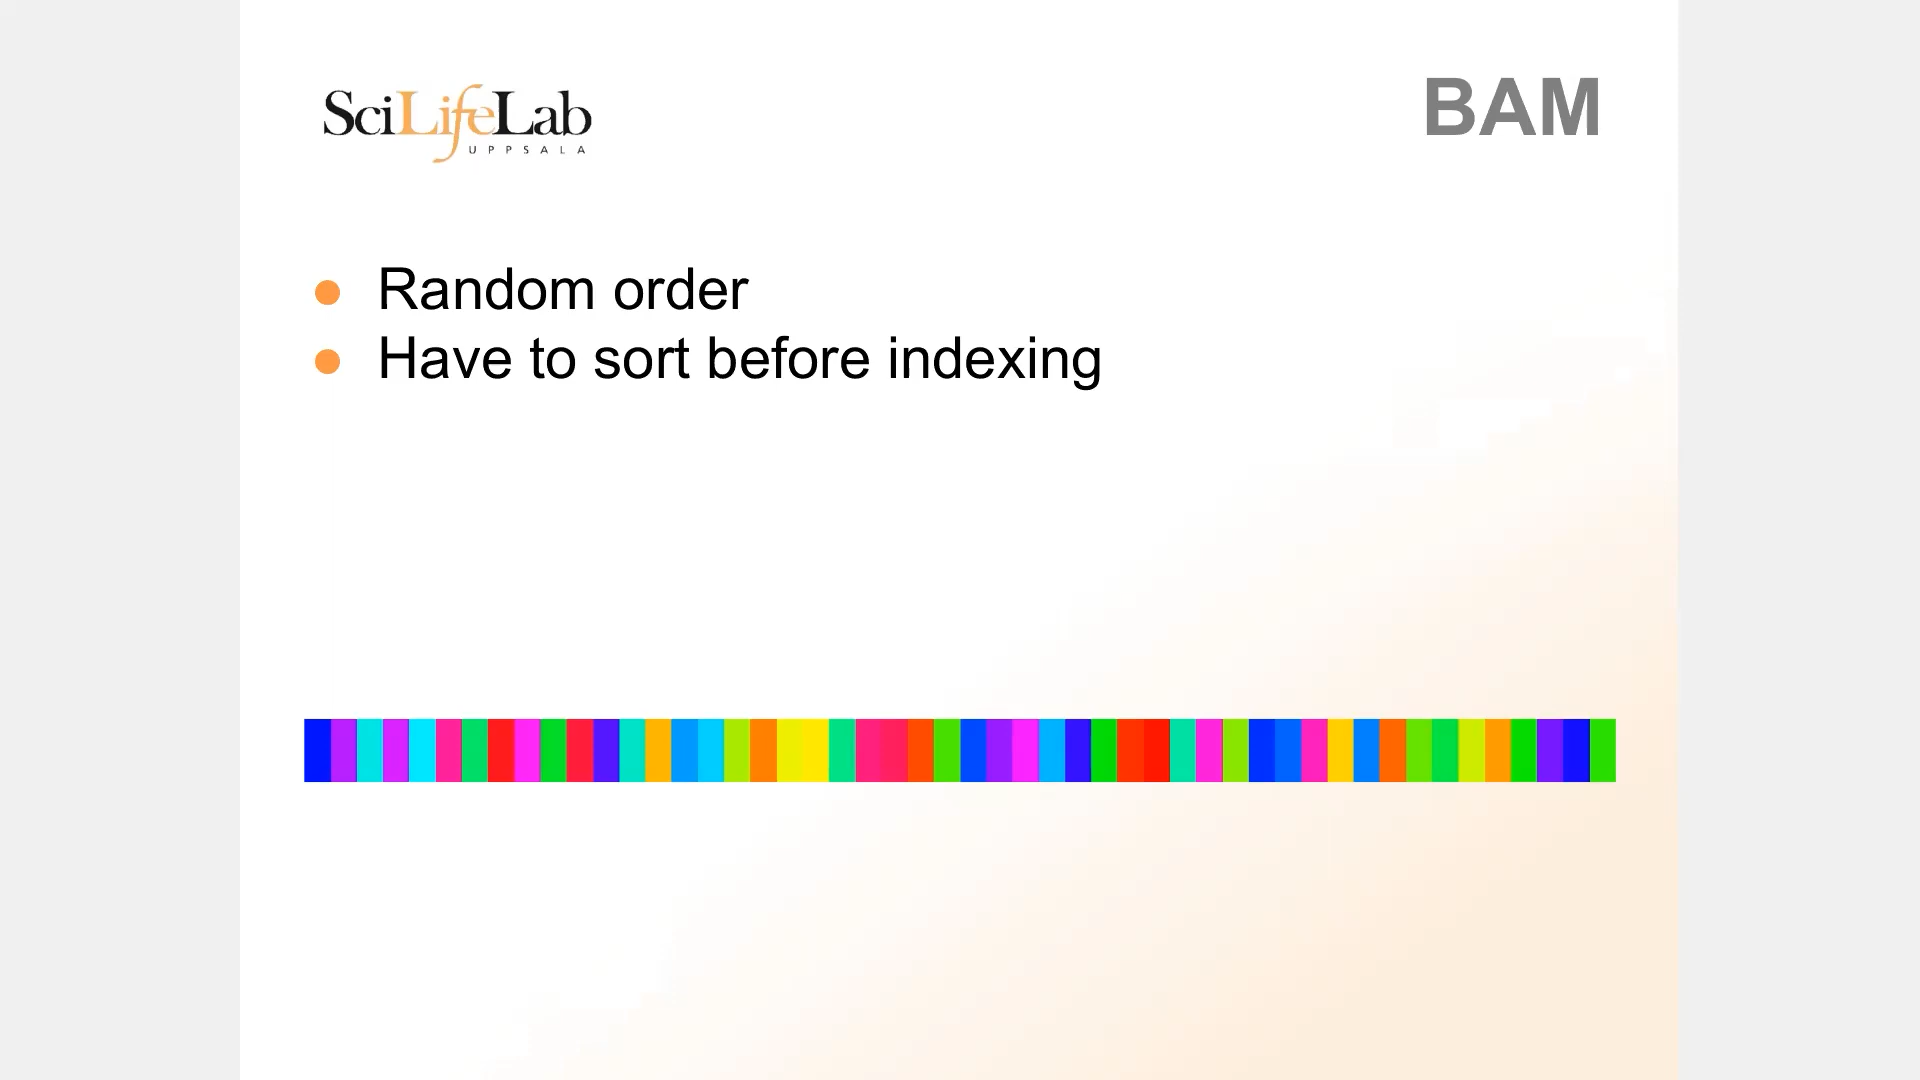 SciLifeLab
UPPSALA
BAM
Random order
Have to sort before indexing